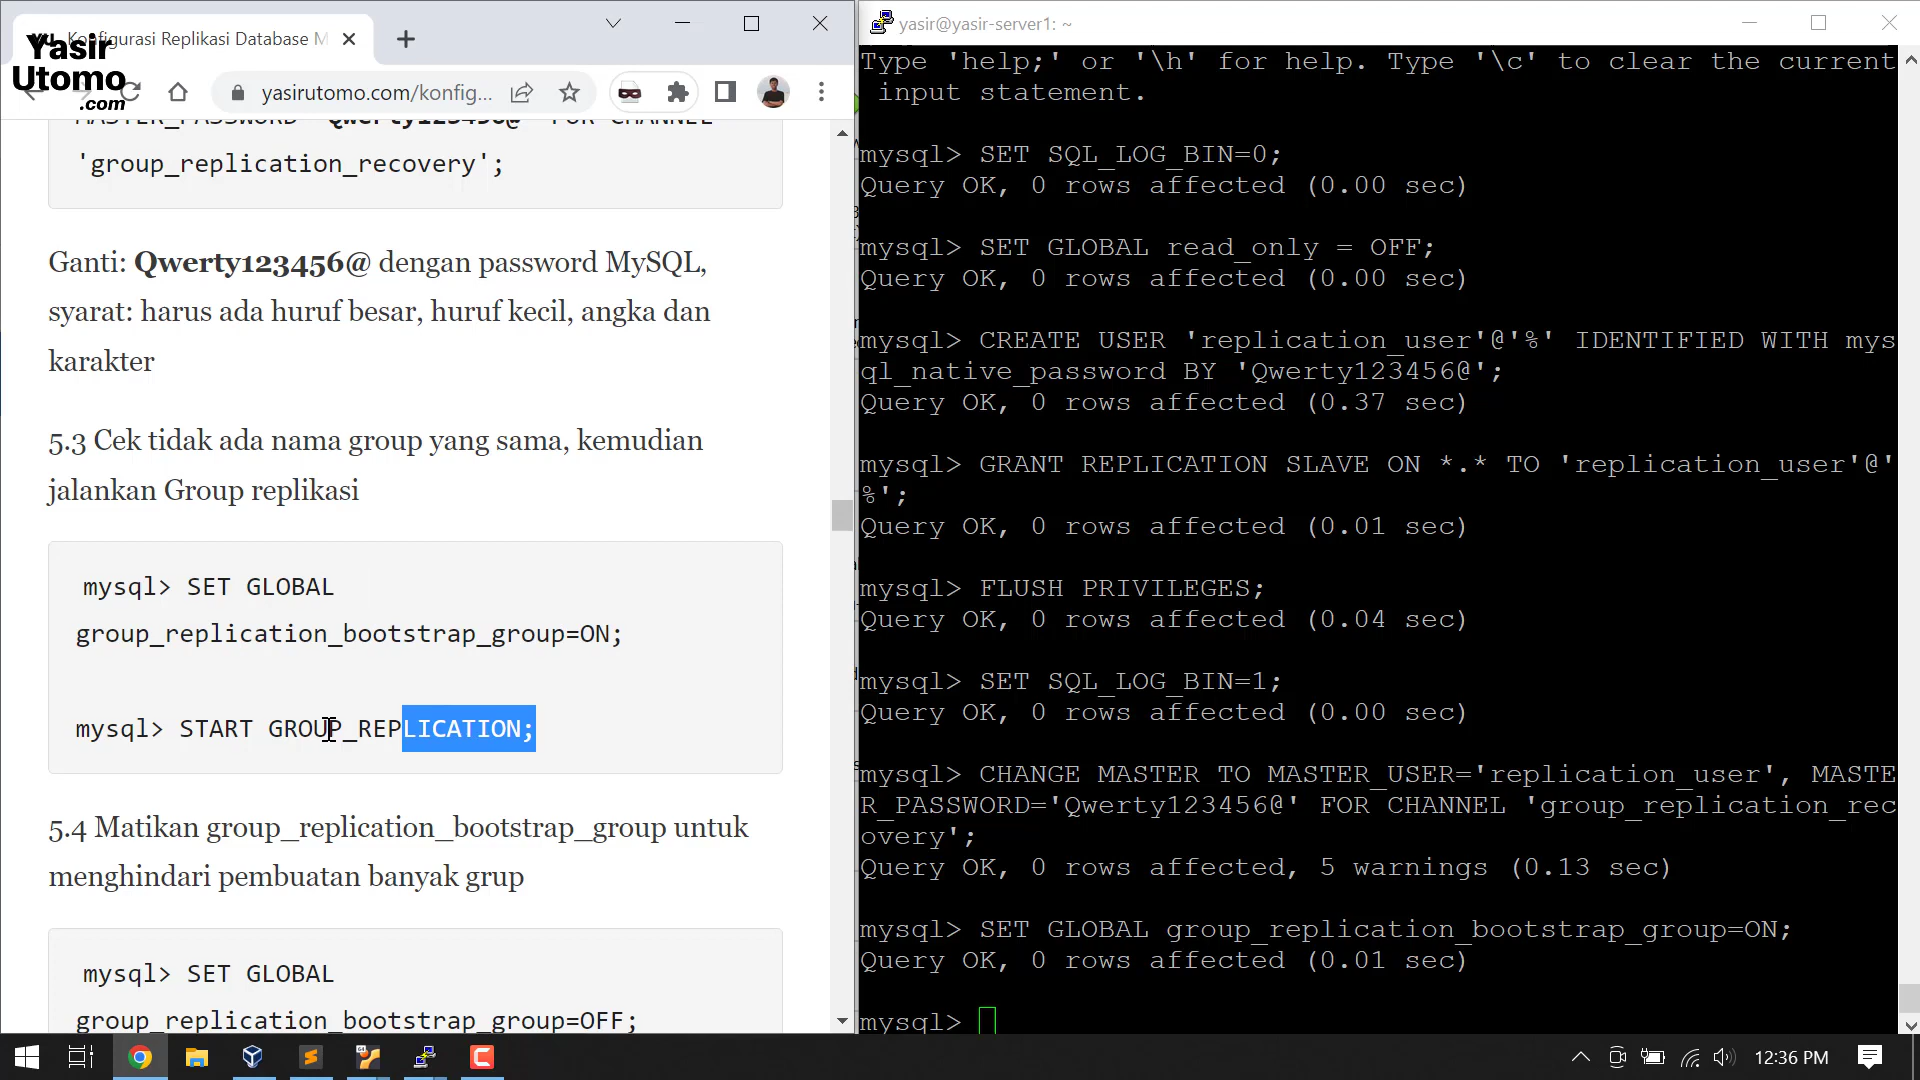 Konfigurasi Replikasi Database M
Yasir
Utomo
.com
yasirutomo.com/konfig...
'group_replication_recovery';
Ganti: Qwerty123456@ dengan password MySQL,
syarat: harus ada huruf besar, huruf kecil, angka dan
karakter
5.3 Cek tidak ada nama group yang sama, kemudian
jalankan Group replikasi
mysql> SET GLOBAL
group_replication_bootstrap_group=ON;
mysql> START GROUP_REPLICATION;
5.4 Matikan group_replication_bootstrap_group untuk
menghindari pembuatan banyak grup
mysql> SET GLOBAL
group_replication_bootstrap_group=OFF;
yasir@yasir-server1: ~
Type 'help;' or '\h' for help. Type '\c' to clear the current
input statement.
mysql> SET SQL_LOG_BIN=0;
Query OK, 0 rows affected (0.00 sec)
mysql> SET GLOBAL read_only = OFF;
Query OK, 0 rows affected (0.00 sec)
mysql> CREATE USER 'replication_user'@'%' IDENTIFIED WITH mys
ql_native_password BY 'Qwerty123456@';
Query OK, 0 rows affected (0.37 sec)
mysql> GRANT REPLICATION SLAVE ON *.* TO 'replication_user'@'
%';
Query OK, 0 rows affected (0.01 sec)
mysql> FLUSH PRIVILEGES;
Query OK, 0 rows affected (0.04 sec)
mysql> SET SQL_LOG_BIN=1;
Query OK, 0 rows affected (0.00 sec)
mysql> CHANGE MASTER TO MASTER_USER='replication_user', MASTE
R_PASSWORD='Qwerty123456@' FOR CHANNEL 'group_replication_rec
overy';
Query OK, 0 rows affected, 5 warnings (0.13 sec)
mysql> SET GLOBAL group_replication_bootstrap_group=ON;
Query OK, 0 rows affected (0.01 sec)
mysql>
12:36 PM